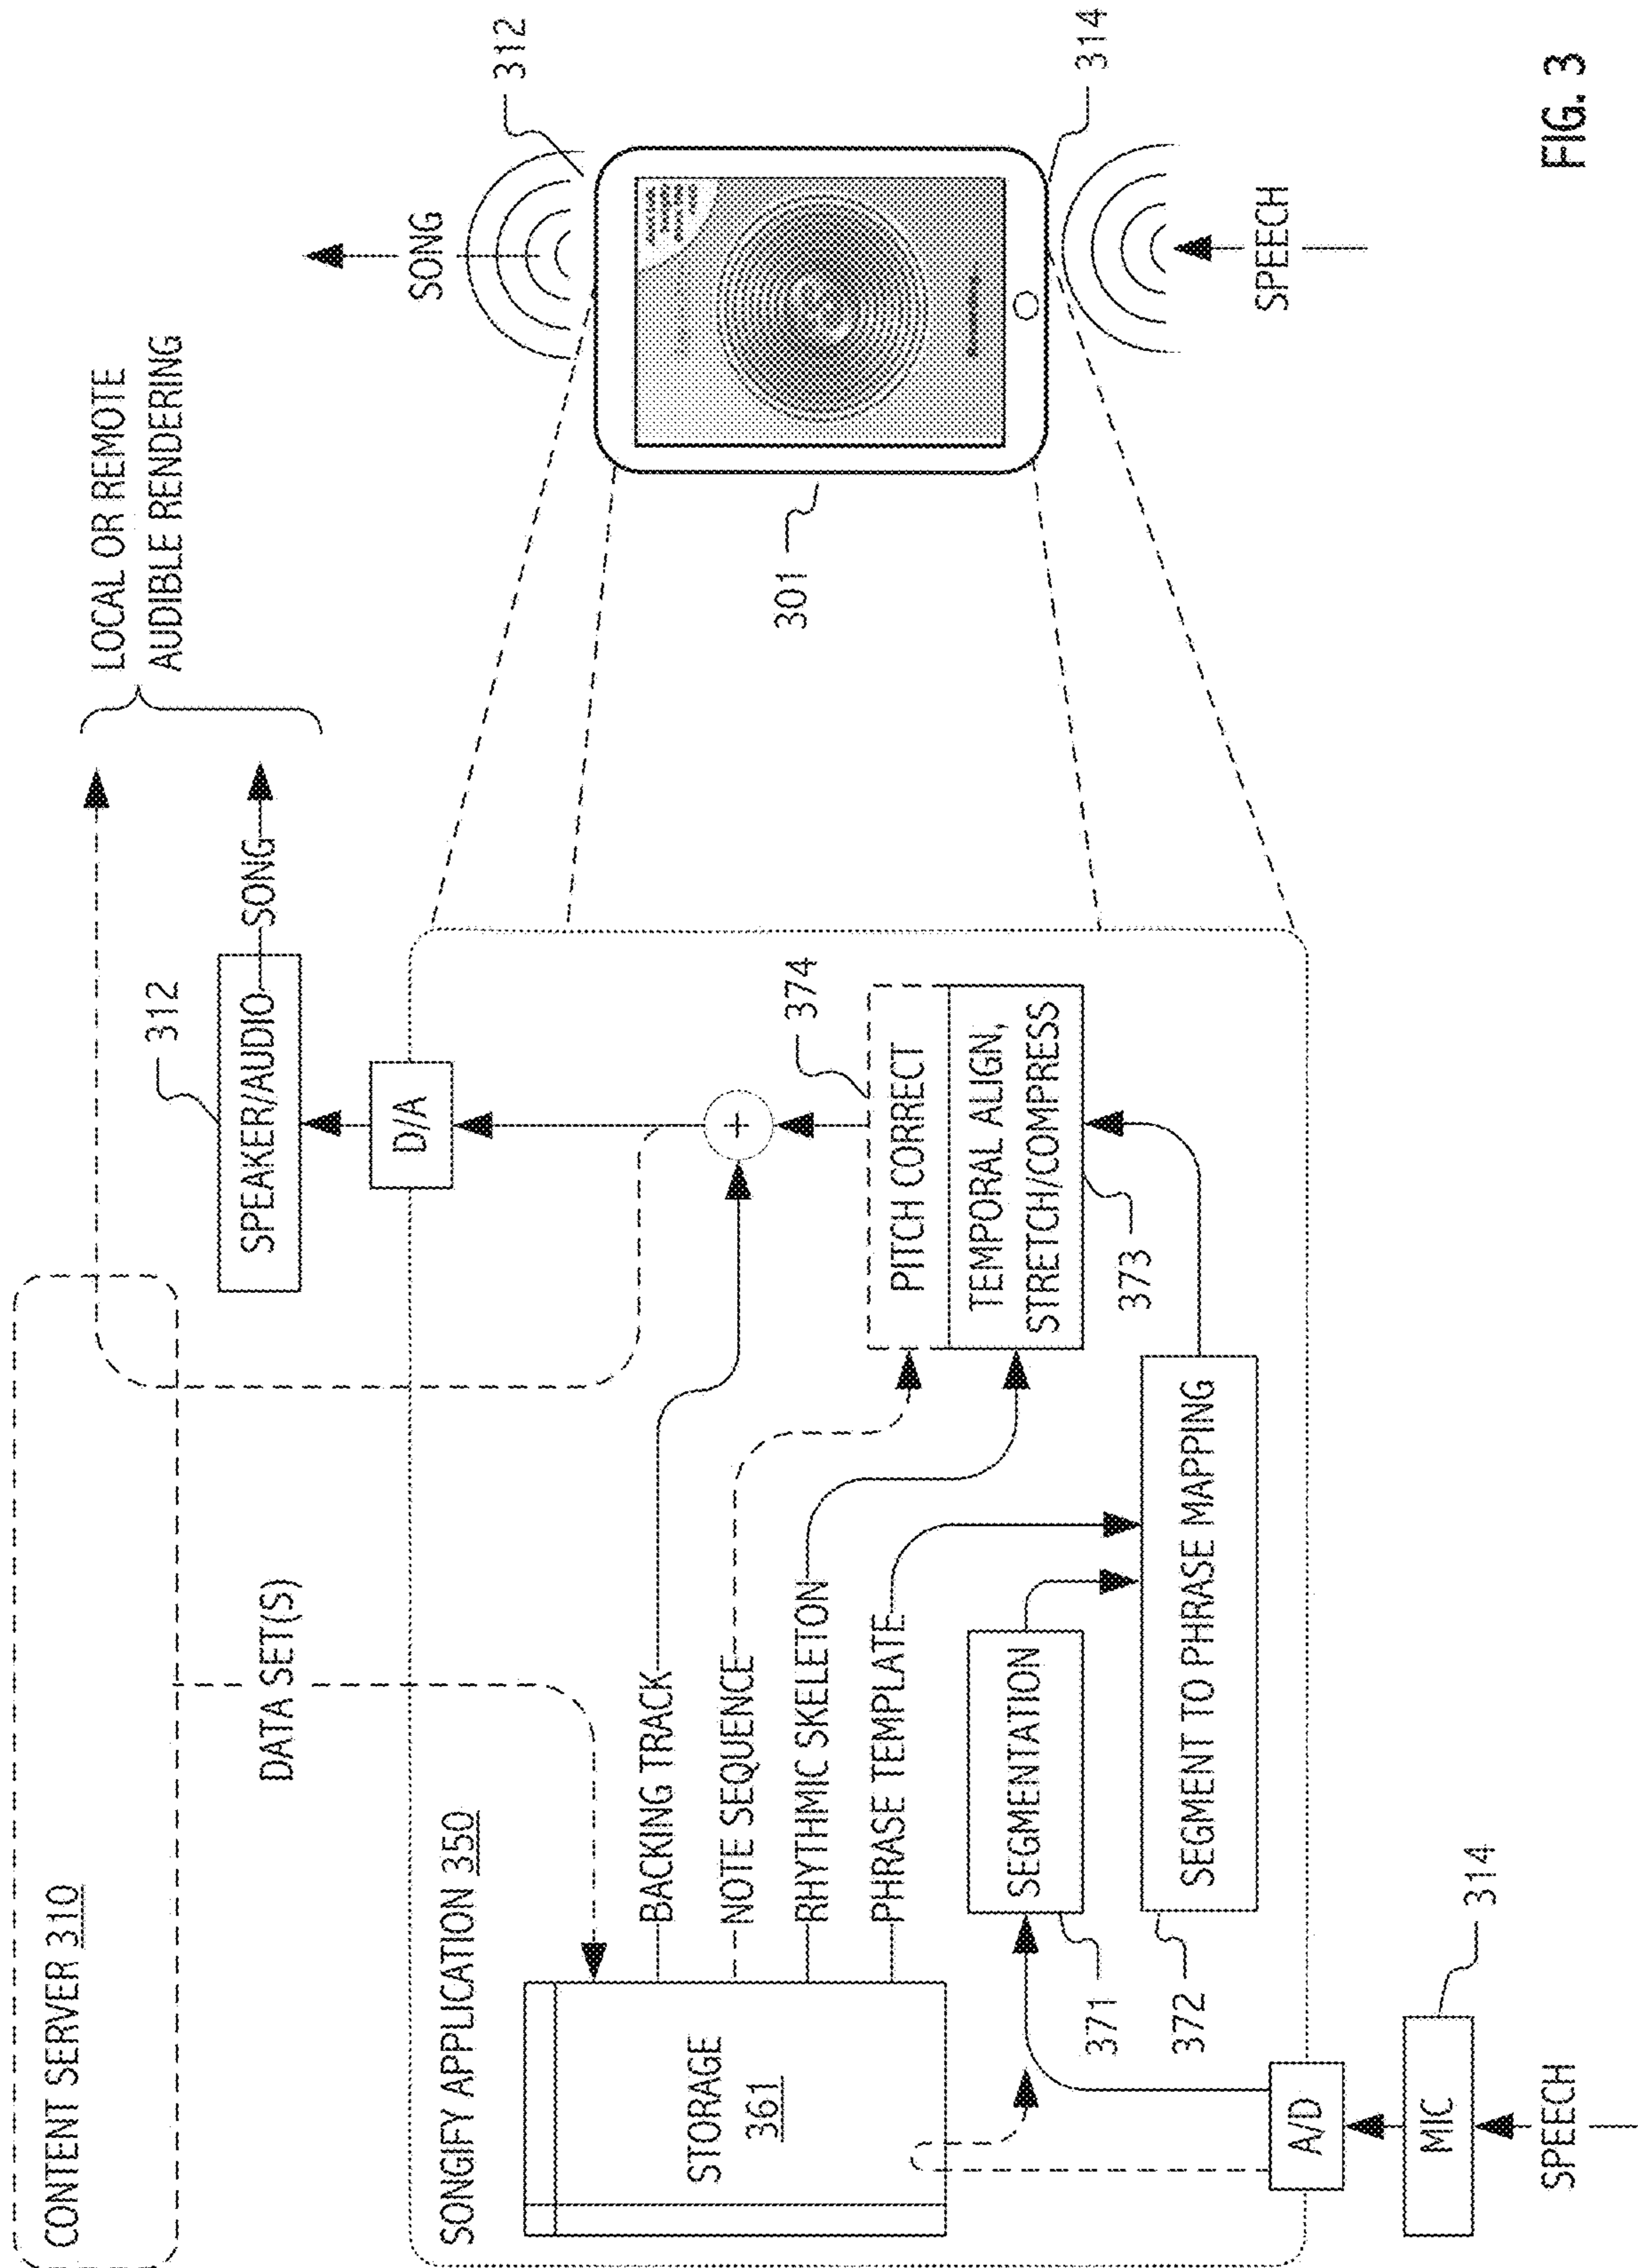 CONTENT SERVER 310
DATA SET(S)
LOCAL OR REMOTE
AUDIBLE RENDERING
312
SPEAKER/AUDIO
SONG
SONGIFY APPLICATION 350
D/A
STORAGE
361
BACKING TRACK
NOTE SEQUENCE
RHYTHMIC SKELETON
PHRASE TEMPLATE
+
374
PITCH CORRECT
TEMPORAL ALIGN,
STRETCH/COMPRESS
373
SEGMENTATION
371
SEGMENT TO PHRASE MAPPING
372
A/D
MIC
314
SPEECH
SONG
312
301
314
SPEECH
FIG. 3